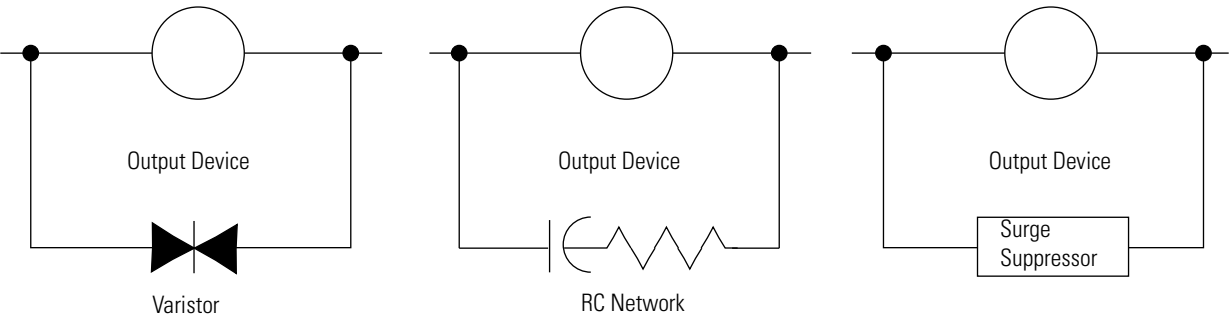 Output Device
Output Device
Output Device
Surge
Suppressor
Varistor
RC Network